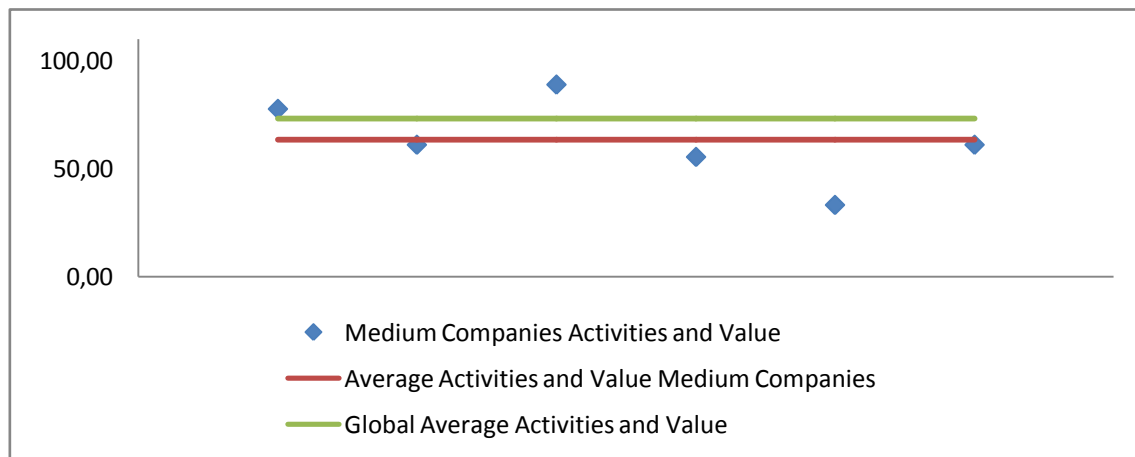 100,00
50,00
0,00
Medium Companies Activities and Value
Average Activities and Value Medium Companies
Global Average Activities and Value